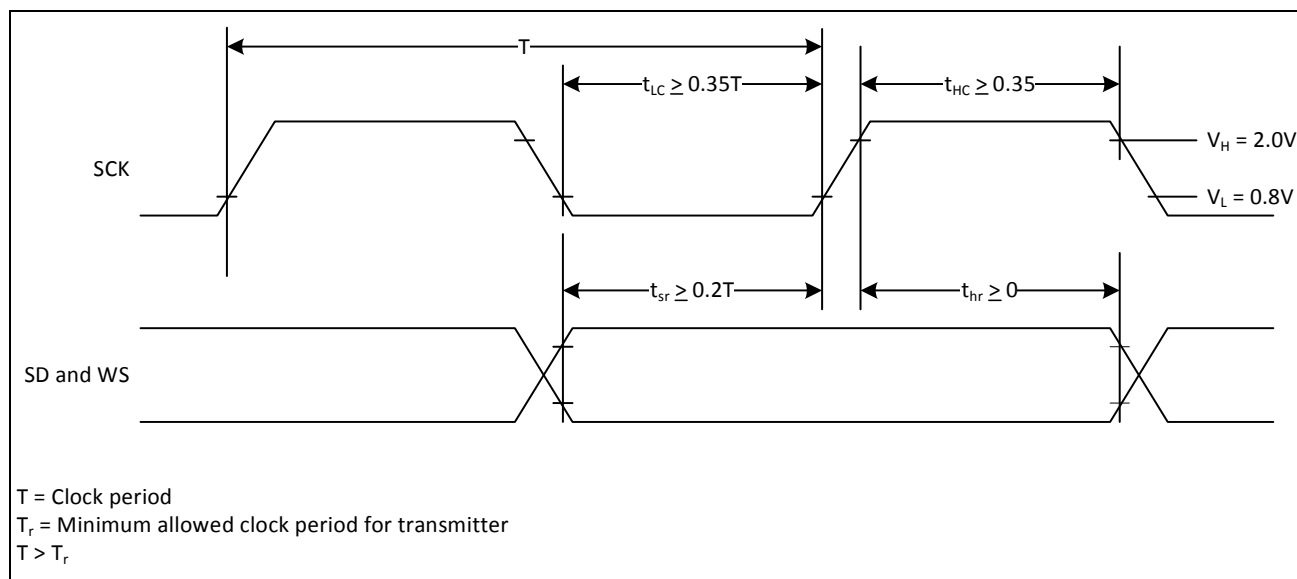 T
t_LC ≥ 0.35T
t_HC ≥ 0.35
SCK
V_H = 2.0V
V_L = 0.8V
t_sr ≥ 0.2T
t_hr ≥ 0
SD and WS
T = Clock period
T_r = Minimum allowed clock period for transmitter
T > T_r